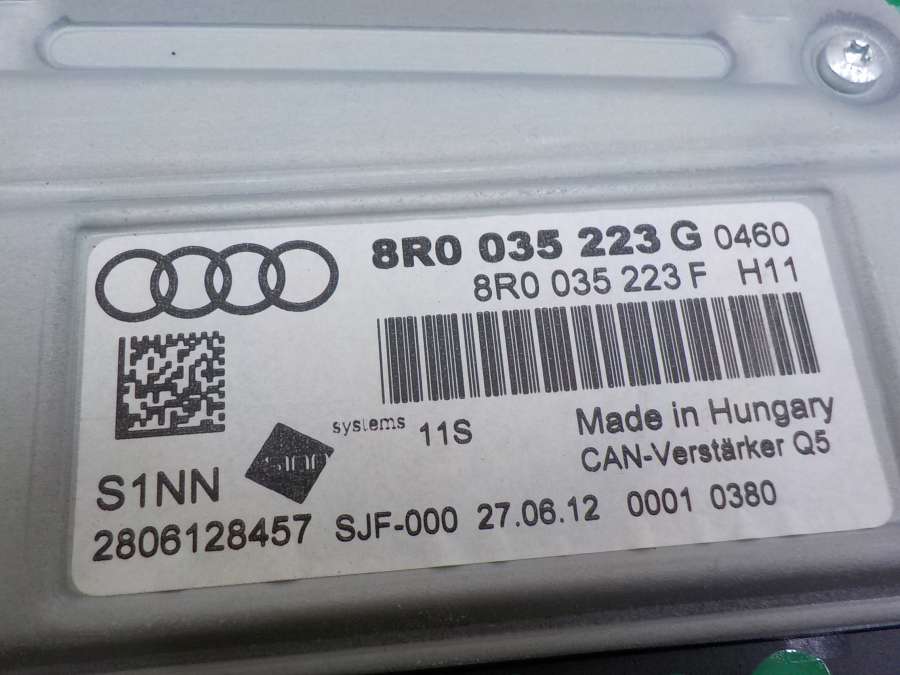 8R0 035 223 G 0460
8R0 035 223 F H11
systems 11S
Made in Hungary
CAN-Verstärker Q5
S1NN
2806128457 SJF-000 27.06.12 0001 0380